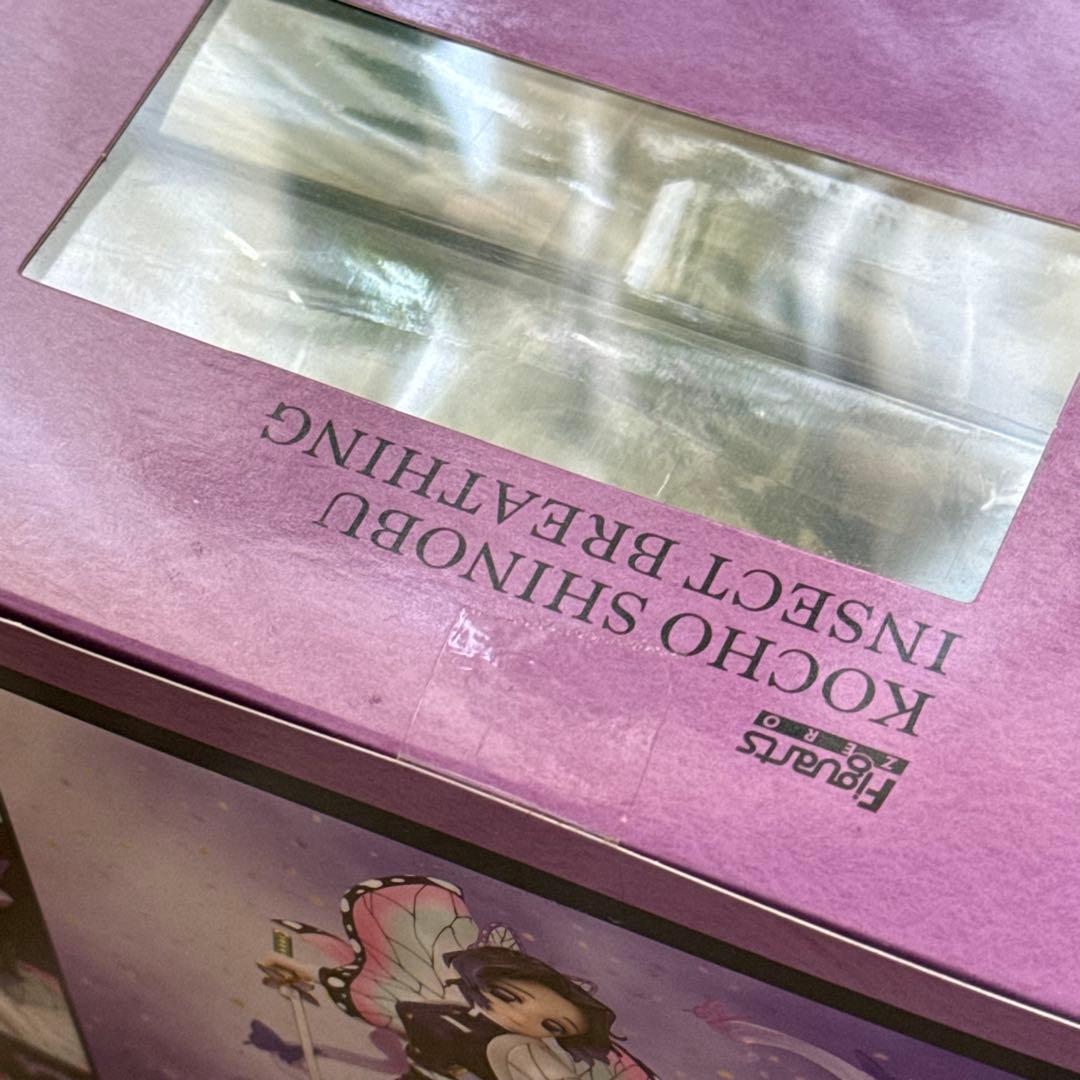 Figuarts
ZERO
KOCHO SHINOBU
INSECT BREATHING